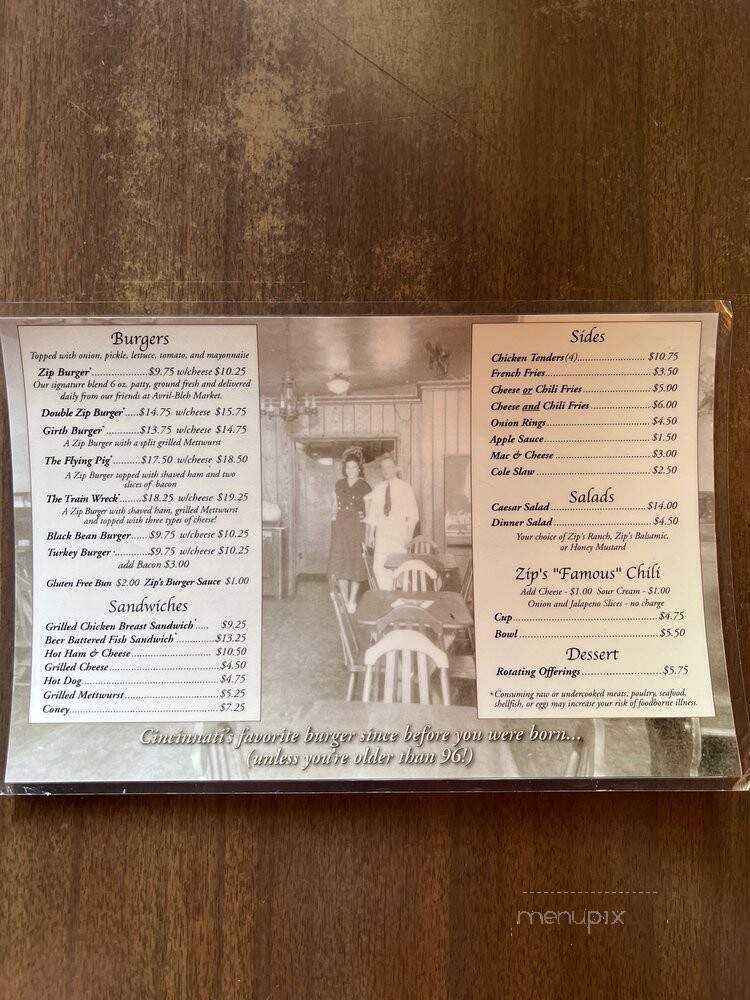 Burgers
Topped with onion, pickle, lettuce, tomato, and mayonnaise
Zip Burger*..................$9.75 w/cheese $10.25
Our signature blend 6 oz. patty, ground fresh and delivered
daily from our friends at Avril-Bleh Market.
Double Zip Burger*....$14.75 w/cheese $15.75
Girth Burger* ...........$13.75 w/cheese $14.75
A Zip Burger with a split grilled Mettwurst
The Flying Pig*.........$17.50 w/cheese $18.50
A Zip Burger topped with shaved ham and two
slices of bacon
The Train Wreck*.......$18.25 w/cheese $19.25
A Zip Burger with shaved ham, grilled Mettwurst
and topped with three types of cheese!
Black Bean Burger.....$9.75 w/cheese $10.25
Turkey Burger *..........$9.75 w/cheese $10.25
add Bacon $3.00
Gluten Free Bun $2.00 Zip's Burger Sauce $1.00
Sandwiches
Grilled Chicken Breast Sandwich*..... $9.25
Beer Battered Fish Sandwich*.............$13.25
Hot Ham & Cheese........................ $10.50
Grilled Cheese...............................$4.50
Hot Dog.......................................$4.75
Grilled Mettwurst...........................$5.25
Coney..........................................$7.25
Sides
Chicken Tenders(4)...................... $10.75
French Fries.................................$3.50
Cheese or Chili Fries......................$5.00
Cheese and Chili Fries...................$6.00
Onion Rings.................................$4.50
Apple Sauce..................................$1.50
Mac & Cheese...............................$3.00
Cole Slaw.....................................$2.50
Salads
Caesar Salad................................$14.00
Dinner Salad................................$4.50
Your choice of Zip's Ranch, Zip's Balsamic,
or Honey Mustard
Zip's "Famous" Chili
Add Cheese - $1.00 Sour Cream - $1.00
Onion and Jalapeno Slices - no charge
Cup..............................................$4.75
Bowl.............................................$5.50
Dessert
Rotating Offerings..........................$5.75
*Consuming raw or undercooked meats, poultry, seafood,
shellfish, or eggs may increase your risk of foodborne illness.
Cincinnati's favorite burger since before you were born...
(unless you're older than 96!)
menupix